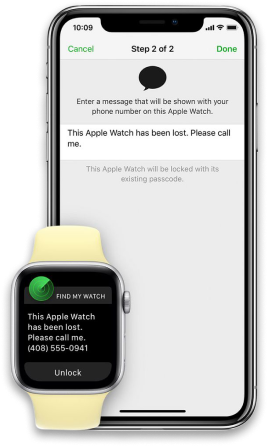 10:09
Cancel Step 2 of 2 Done
Enter a message that will be shown with your
phone number on this Apple Watch.
This Apple Watch has been lost. Please call
me.
This Apple Watch will be locked with its
existing passcode.
FIND MY WATCH
This Apple Watch
has been lost.
Please call me.
(408) 555-0941
Unlock